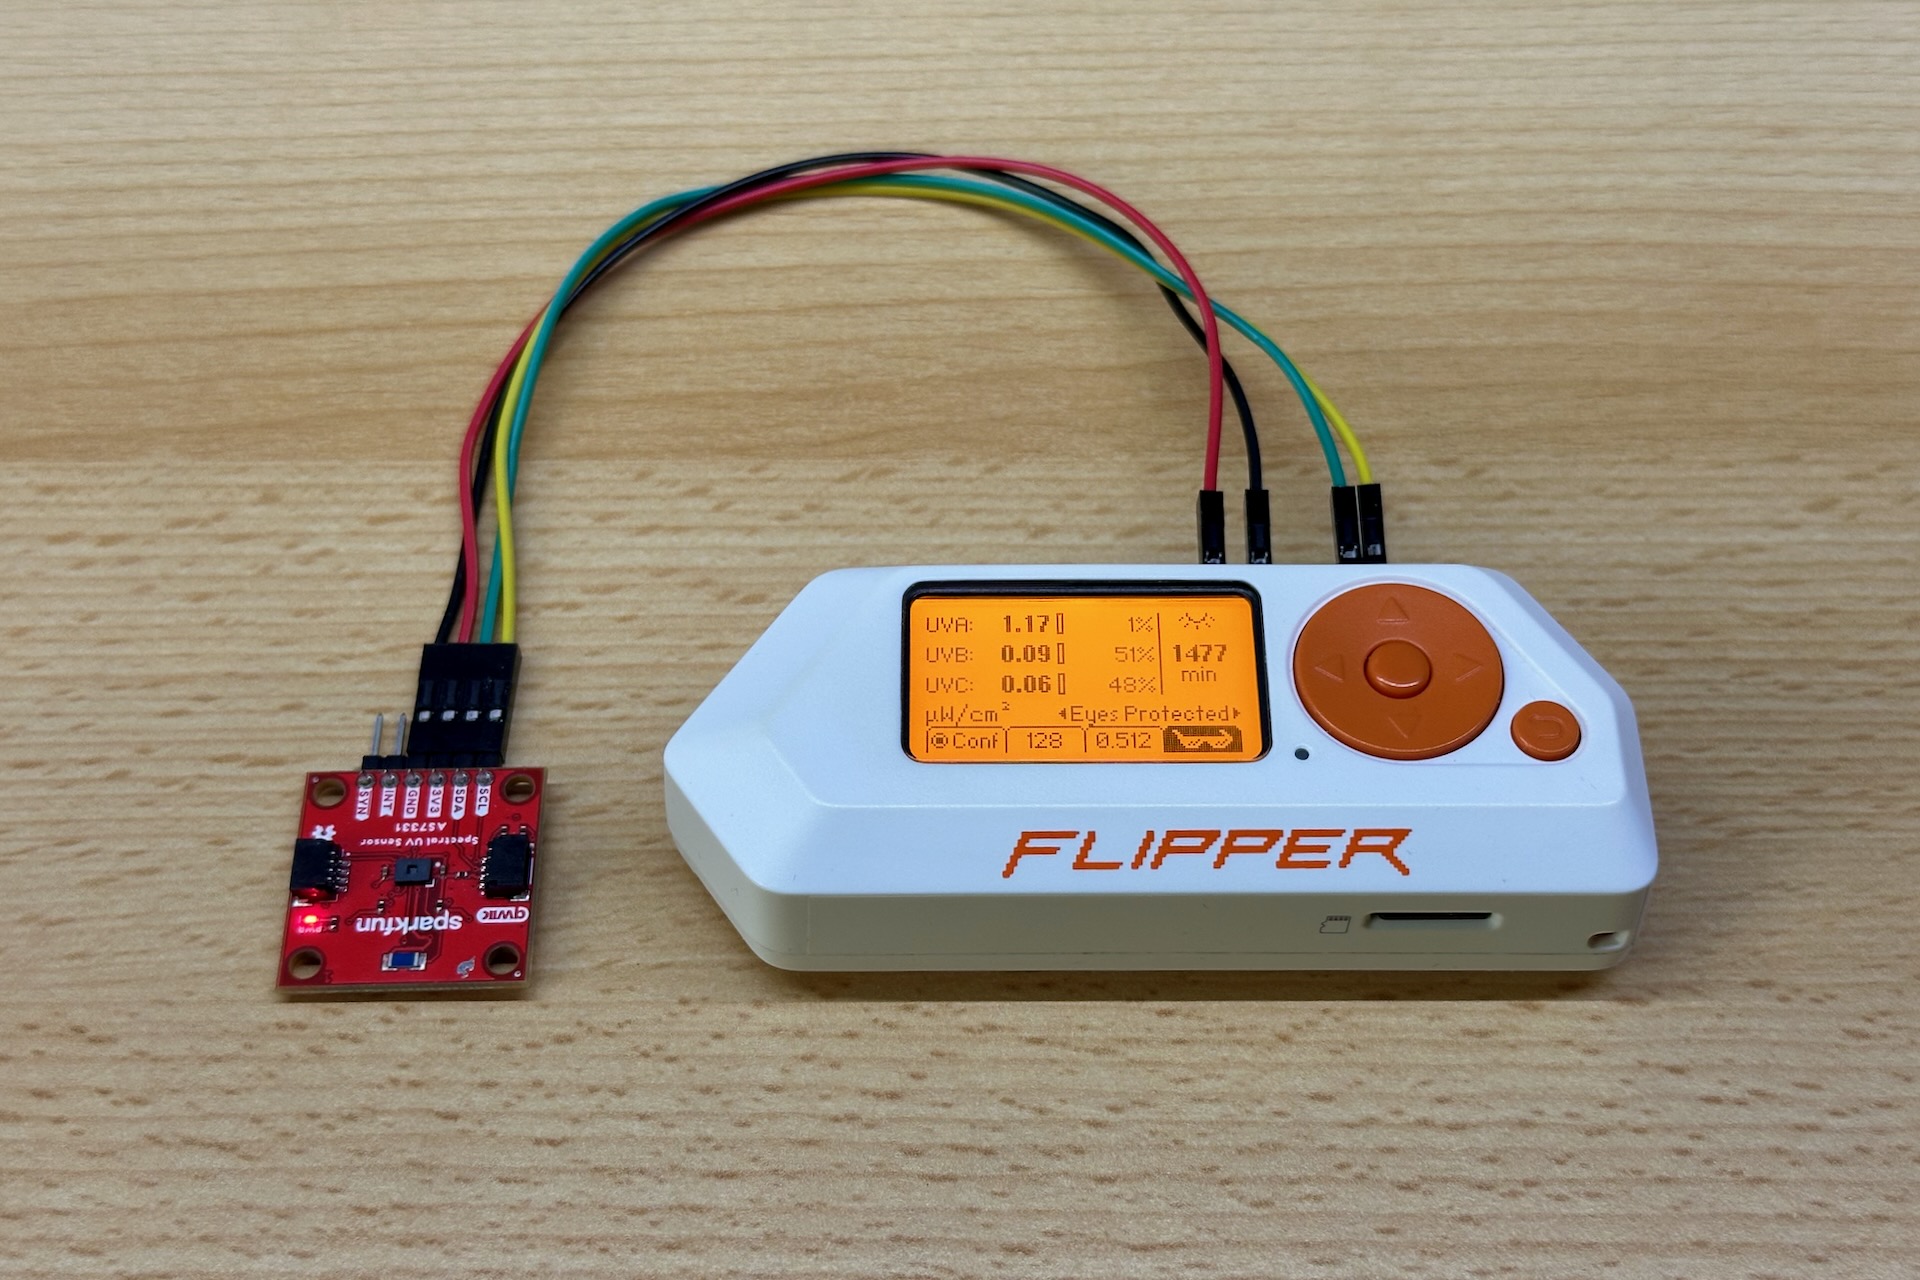 UVA: 1.17 1%
UVB: 0.09 51%
UVC: 0.06 48%
1477
min
µW/cm² Eyes Protected
Conf 128 0.512
FLIPPER
SYN INT GND 3V3 SDA SCL
AS7331
Spectral UV Sensor
qwiic
sparkfun
PWR